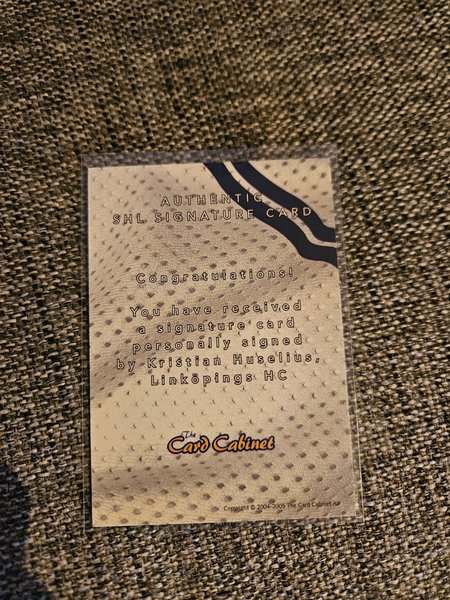 AUTHENTIC
SHL SIGNATURE CARD
Congratulations!
You have received
a signature card
personally signed
by Kristian Huselius,
Linköpings HC
The
Card Cabinet
Copyright © 2004-2005 The Card Cabinet AB